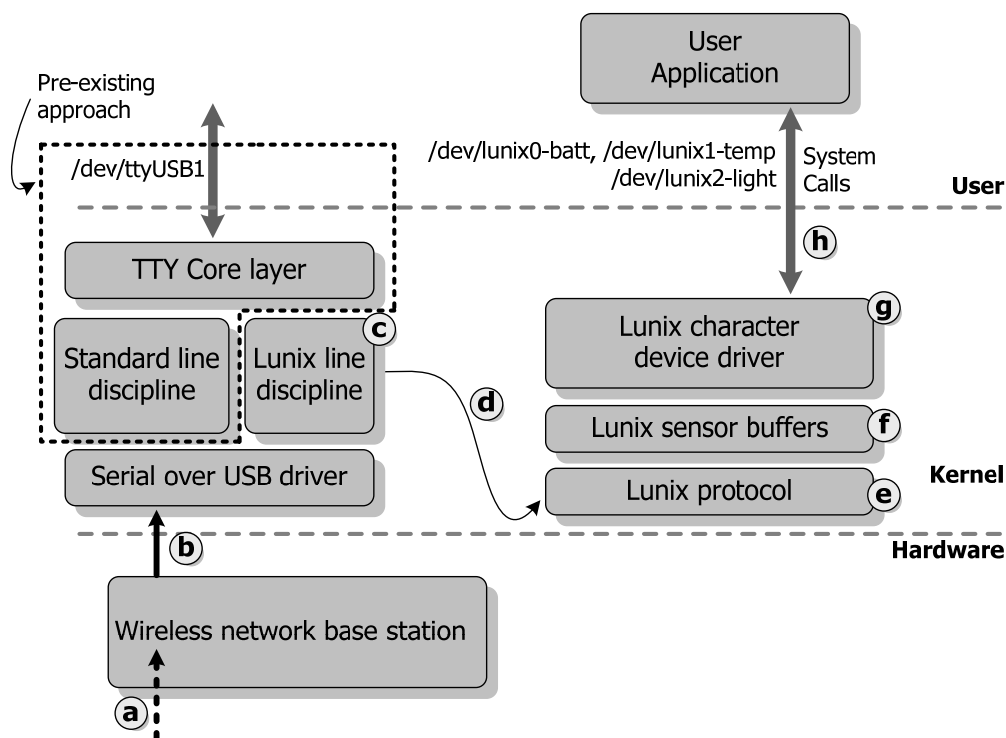 User
Application
Pre-existing
approach
/dev/ttyUSB1
/dev/lunix0-batt, /dev/lunix1-temp
/dev/lunix2-light
System
Calls
User
h
TTY Core layer
Standard line
discipline
Lunix line
discipline
c
Serial over USB driver
d
g
Lunix character
device driver
Lunix sensor buffers
f
Lunix protocol
e
Kernel
Hardware
b
Wireless network base station
a